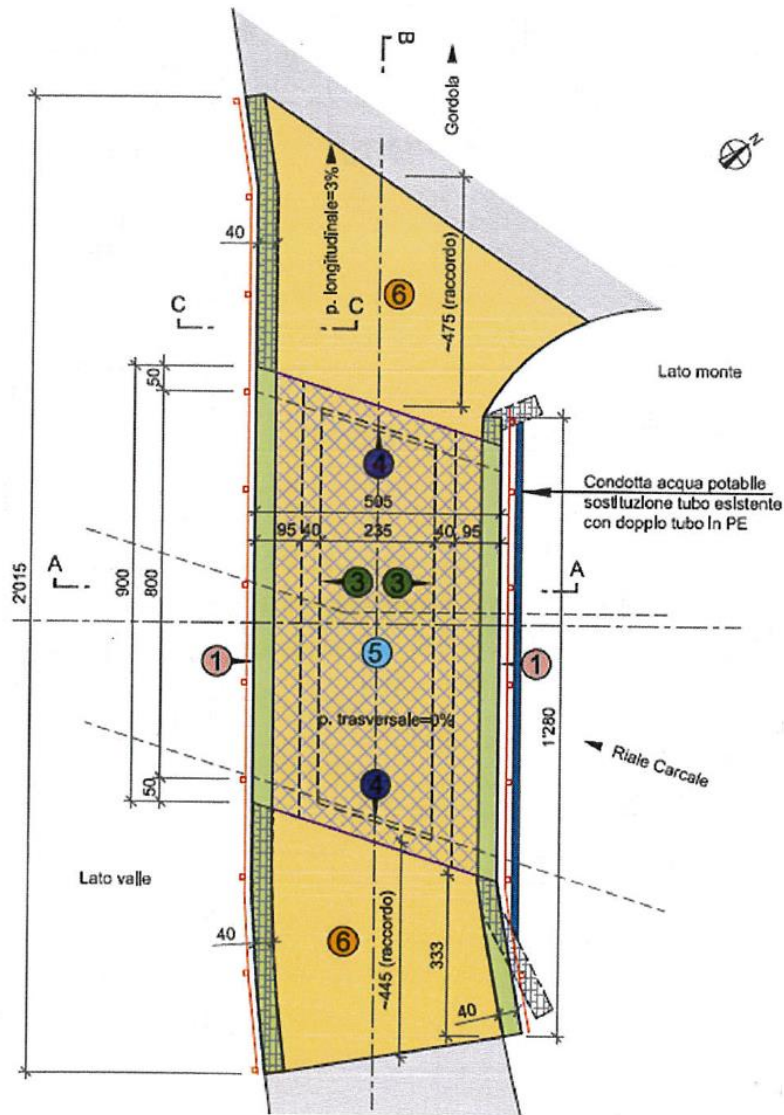 B
Gordola
N
p. longitudinale=3%
40
~475 (raccordo)
6
C
C
Lato monte
50
4
Condotta acqua potabile
sostituzione tubo esistente
con doppio tubo in PE
505
95
40
235
40
95
A
A
3
3
2'015
900
800
5
1
1
p. trasversale=0%
1'280
Riale Carcale
50
4
Lato valle
40
6
~445 (raccordo)
333
40